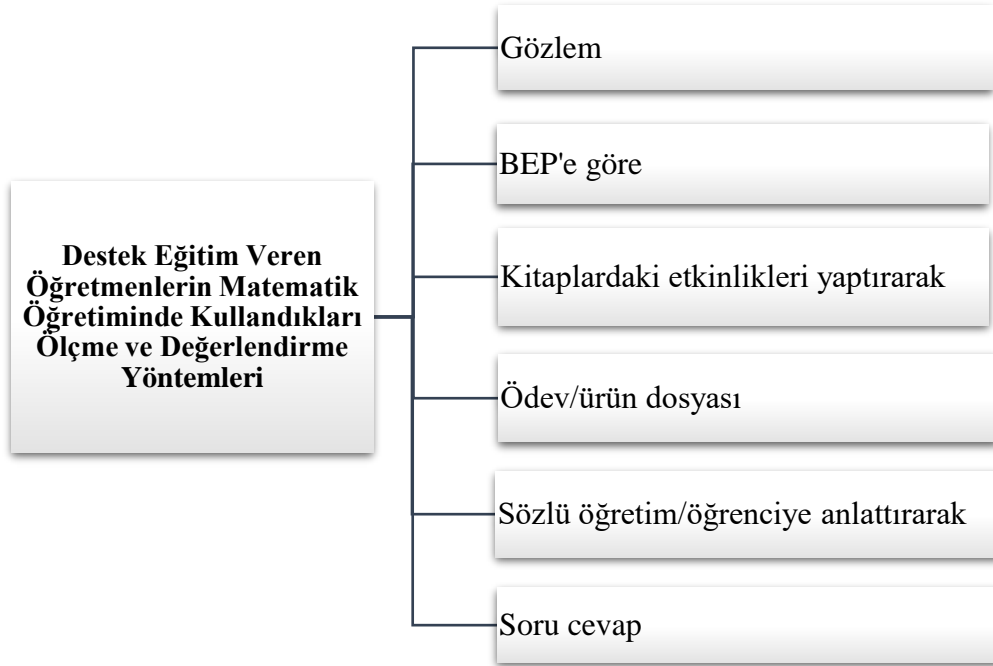 Destek Eğitim Veren
Öğretmenlerin Matematik
Öğretiminde Kullandıkları
Ölçme ve Değerlendirme
Yöntemleri
Gözlem
BEP'e göre
Kitaplardaki etkinlikleri yaptırarak
Ödev/ürün dosyası
Sözlü öğretim/öğrenciye anlattırarak
Soru cevap